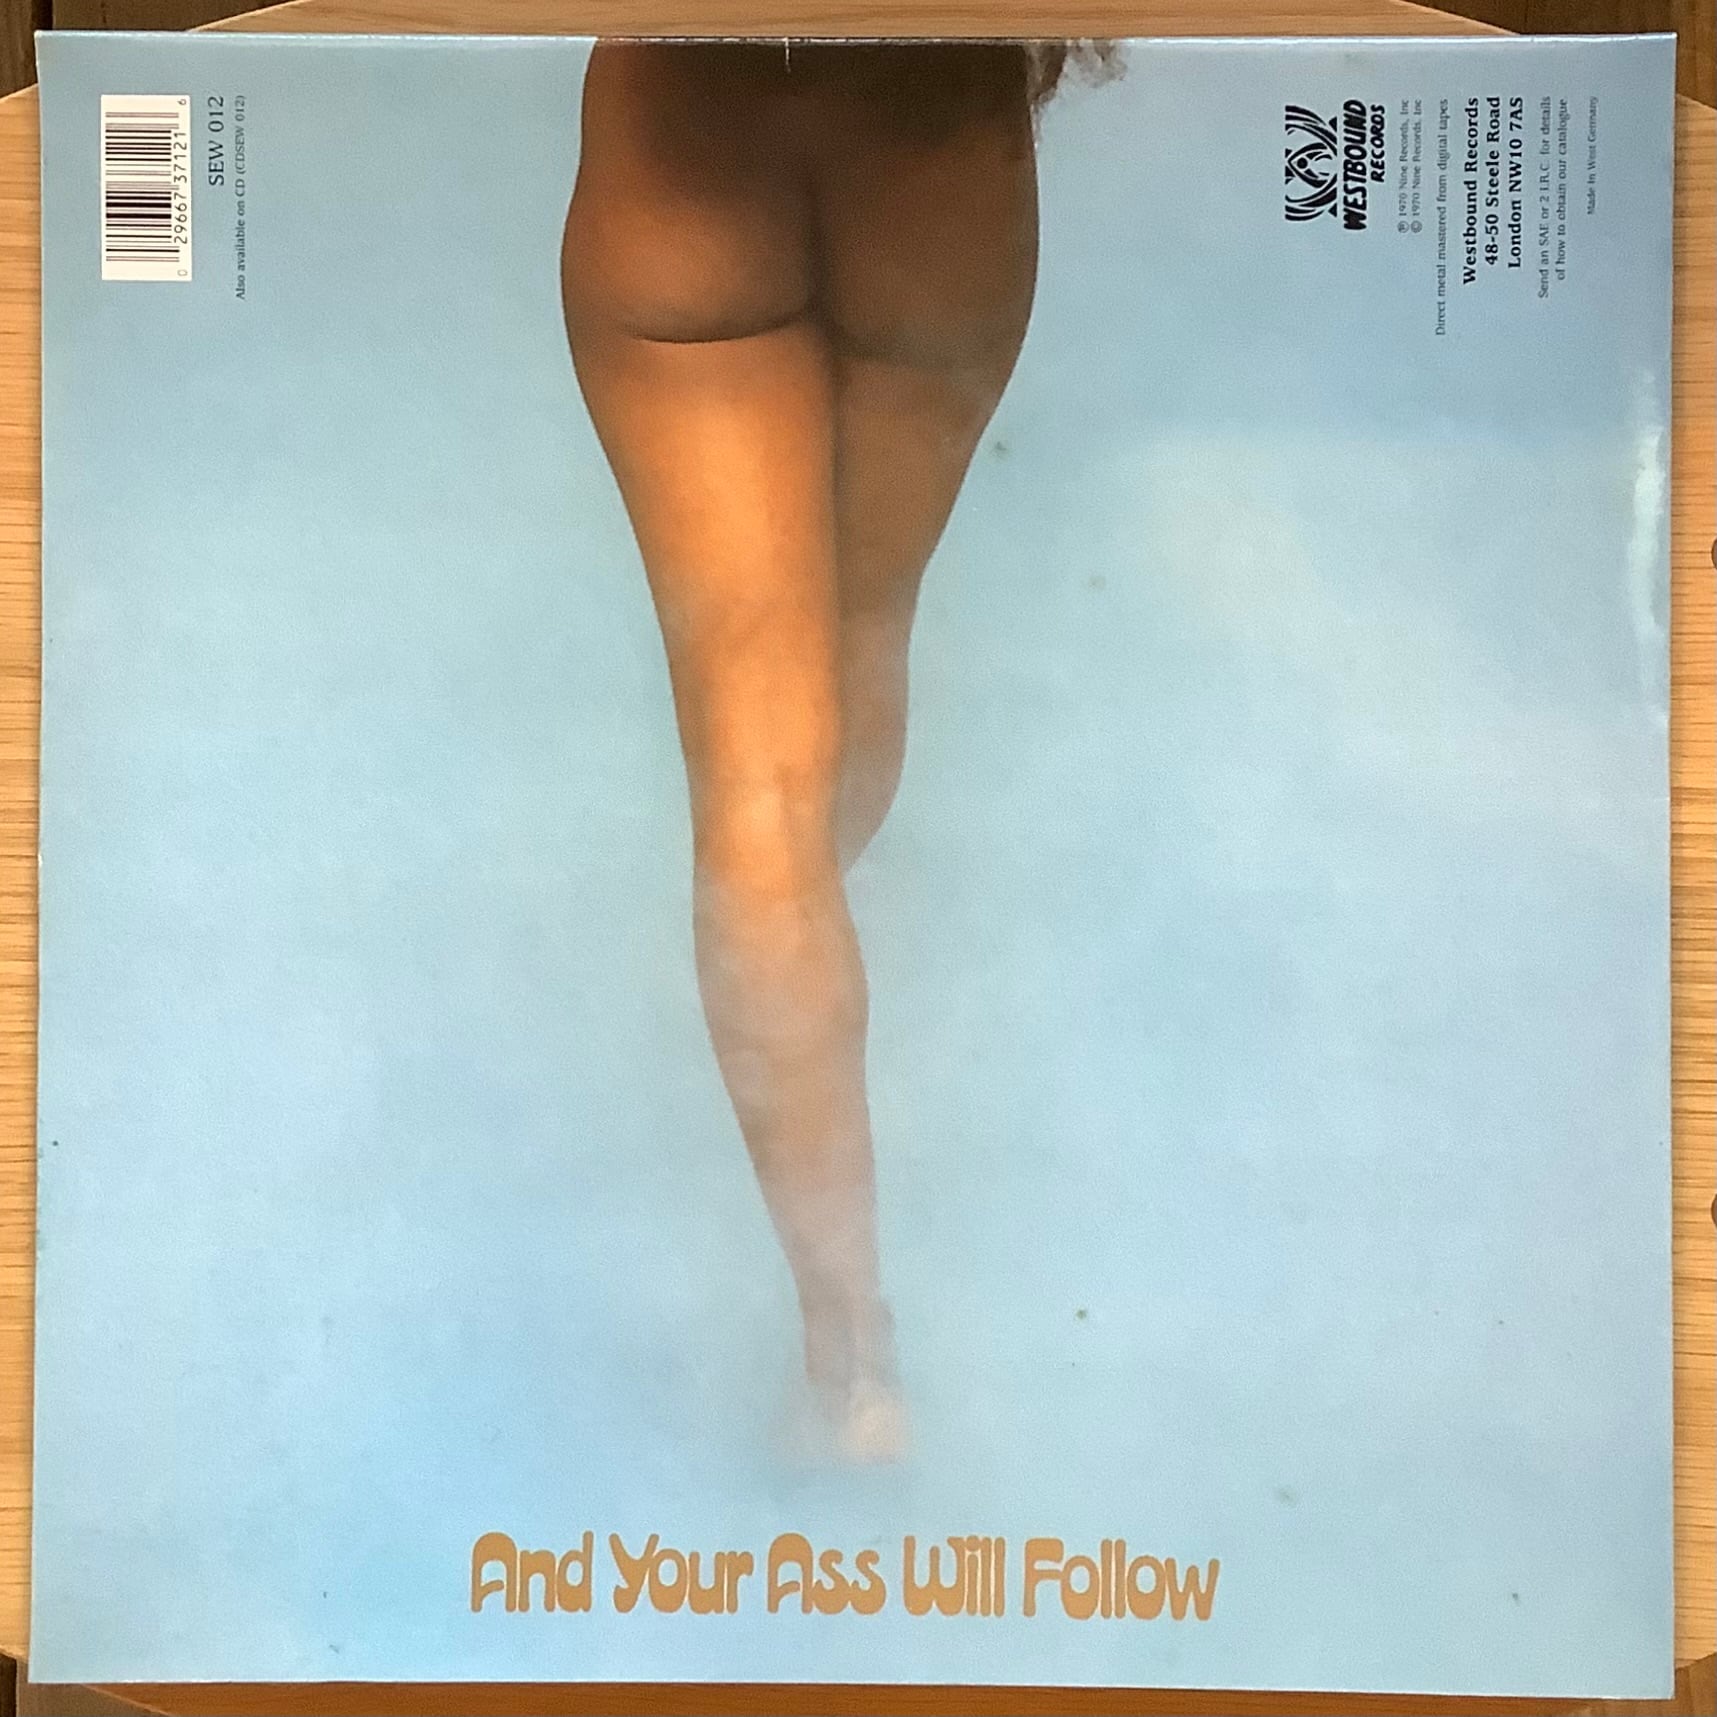 0 29667 37121 6
SEW 012
Also available on CD (CDSEW 012)
WESTBOUND
RECORDS
℗ 1970 Nine Records, Inc
© 1970 Nine Records, Inc
Direct metal mastered from digital tapes
Westbound Records
48-50 Steele Road
London NW10 7AS
Send an SAE or 2 I.R.C. for details
of how to obtain our catalogue
Made In West Germany
And Your Ass Will Follow